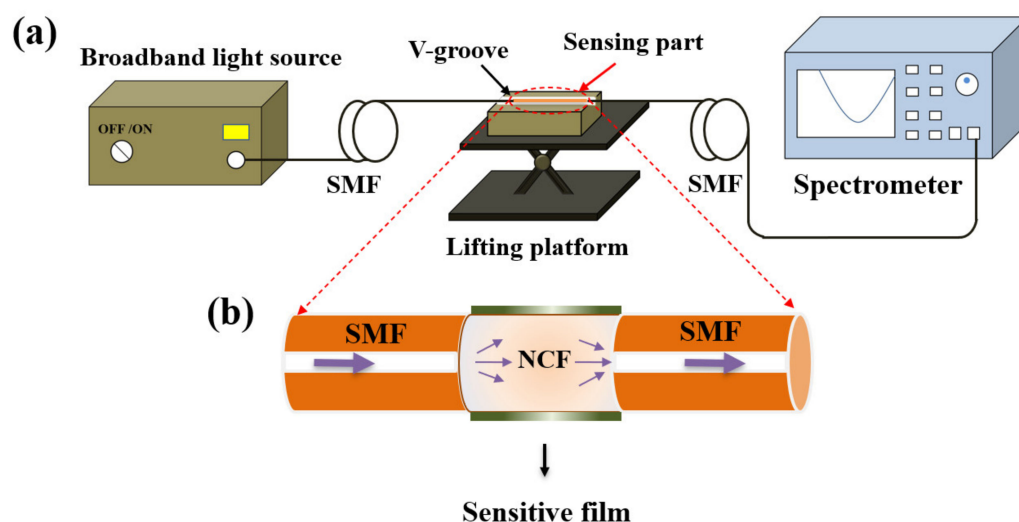 (a)
Broadband light source
V-groove
Sensing part
OFF/ON
SMF
SMF
Spectrometer
Lifting platform
(b)
SMF
NCF
SMF
Sensitive film